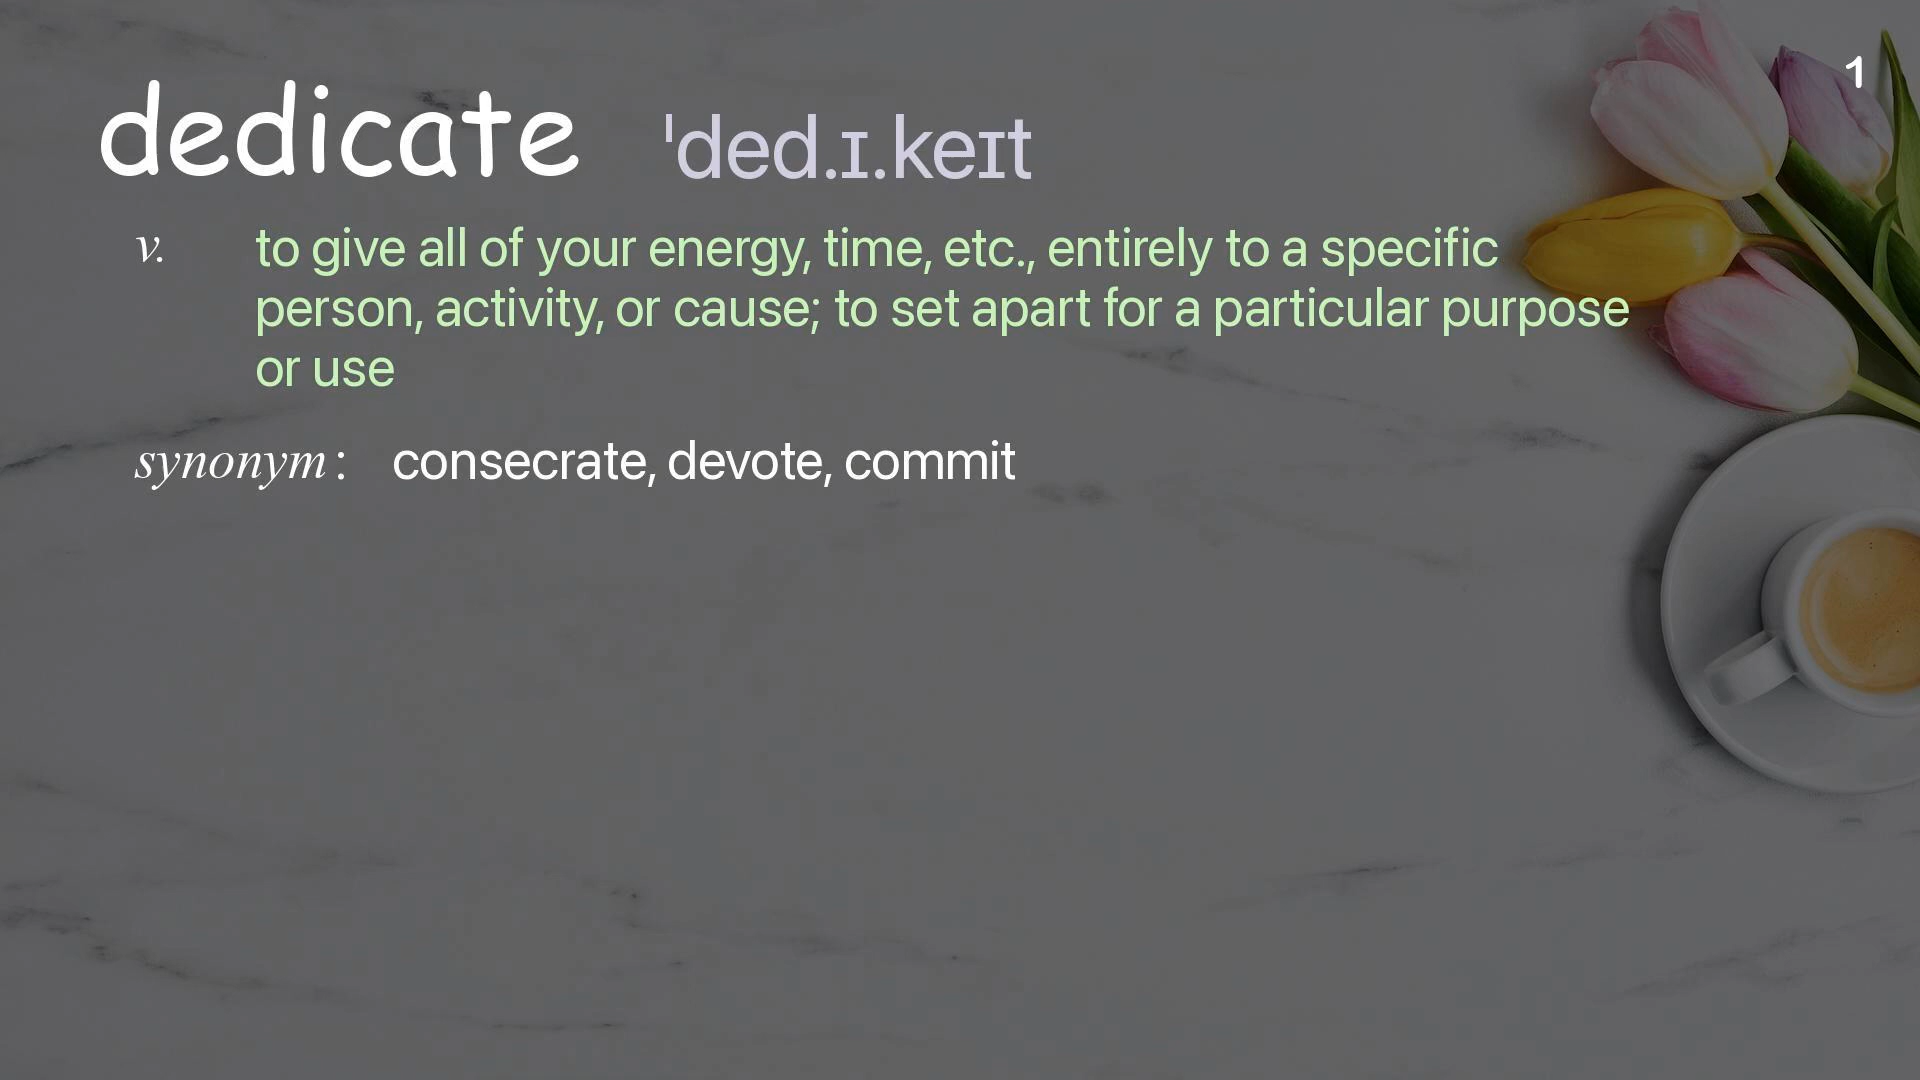 1
dedicate ˈded.ɪ.keɪt
v. to give all of your energy, time, etc., entirely to a specific
person, activity, or cause; to set apart for a particular purpose
or use
synonym : consecrate, devote, commit